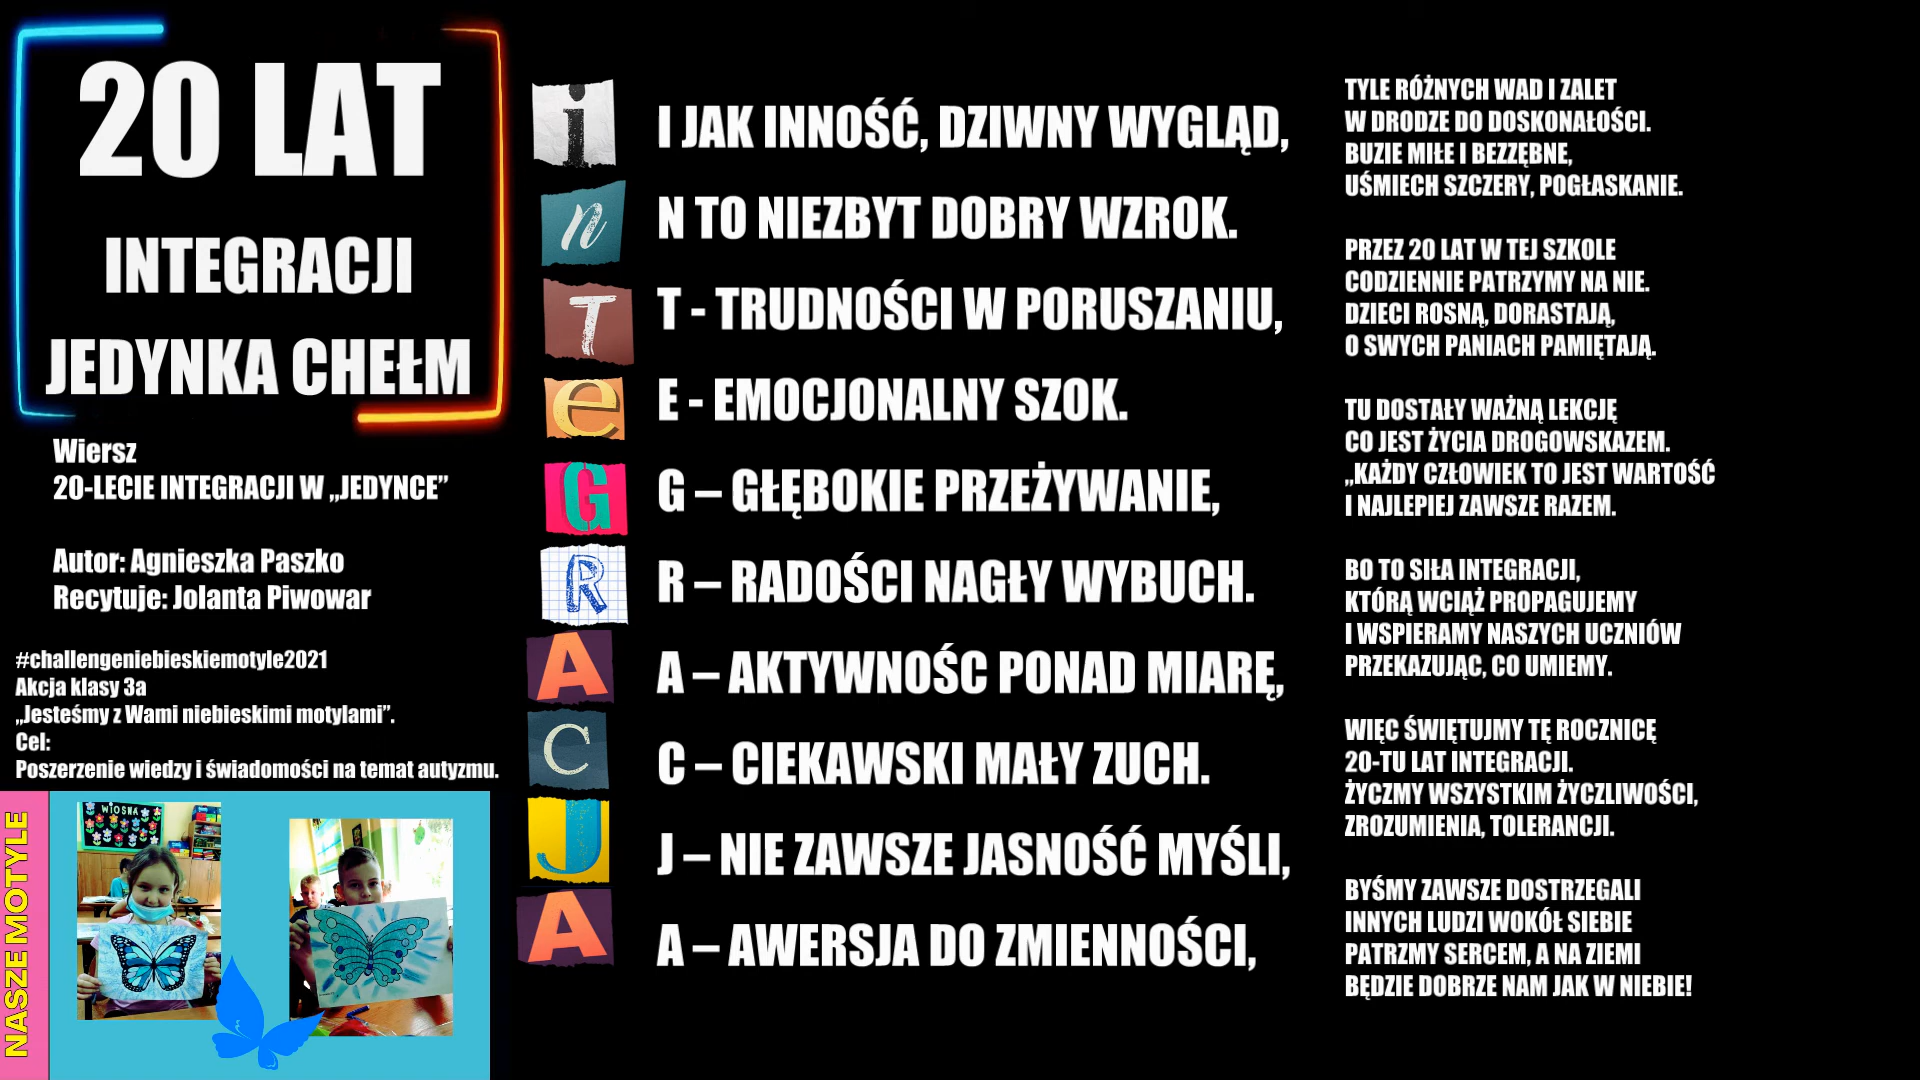 20 LAT
INTEGRACJI
JEDYNKA CHEŁM
Wiersz
20-LECIE INTEGRACJI W „JEDYNCE”
Autor: Agnieszka Paszko
Recytuje: Jolanta Piwowar
#challengeniebieskiemotyle2021
Akcja klasy 3a
„Jesteśmy z Wami niebieskimi motylami”.
Cel:
Poszerzenie wiedzy i świadomości na temat autyzmu.
NASZE MOTYLE
WIOSNA
i
n
T
e
G
R
A
C
J
A
I JAK INNOŚĆ, DZIWNY WYGLĄD,
N TO NIEZBYT DOBRY WZROK.
T - TRUDNOŚCI W PORUSZANIU,
E - EMOCJONALNY SZOK.
G – GŁĘBOKIE PRZEŻYWANIE,
R – RADOŚCI NAGŁY WYBUCH.
A – AKTYWNOŚC PONAD MIARĘ,
C – CIEKAWSKI MAŁY ZUCH.
J – NIE ZAWSZE JASNOŚĆ MYŚLI,
A – AWERSJA DO ZMIENNOŚCI,
TYLE RÓŻNYCH WAD I ZALET
W DRODZE DO DOSKONAŁOŚCI.
BUZIE MIŁE I BEZZĘBNE,
UŚMIECH SZCZERY, POGŁASKANIE.
PRZEZ 20 LAT W TEJ SZKOLE
CODZIENNIE PATRZYMY NA NIE.
DZIECI ROSNĄ, DORASTAJĄ,
O SWYCH PANIACH PAMIĘTAJĄ.
TU DOSTAŁY WAŻNĄ LEKCJĘ
CO JEST ŻYCIA DROGOWSKAZEM.
„KAŻDY CZŁOWIEK TO JEST WARTOŚĆ
I NAJLEPIEJ ZAWSZE RAZEM.
BO TO SIŁA INTEGRACJI,
KTÓRĄ WCIĄŻ PROPAGUJEMY
I WSPIERAMY NASZYCH UCZNIÓW
PRZEKAZUJĄC, CO UMIEMY.
WIĘC ŚWIĘTUJMY TĘ ROCZNICĘ
20-TU LAT INTEGRACJI.
ŻYCZMY WSZYSTKIM ŻYCZLIWOŚCI,
ZROZUMIENIA, TOLERANCJI.
BYŚMY ZAWSZE DOSTRZEGALI
INNYCH LUDZI WOKÓŁ SIEBIE
PATRZMY SERCEM, A NA ZIEMI
BĘDZIE DOBRZE NAM JAK W NIEBIE!